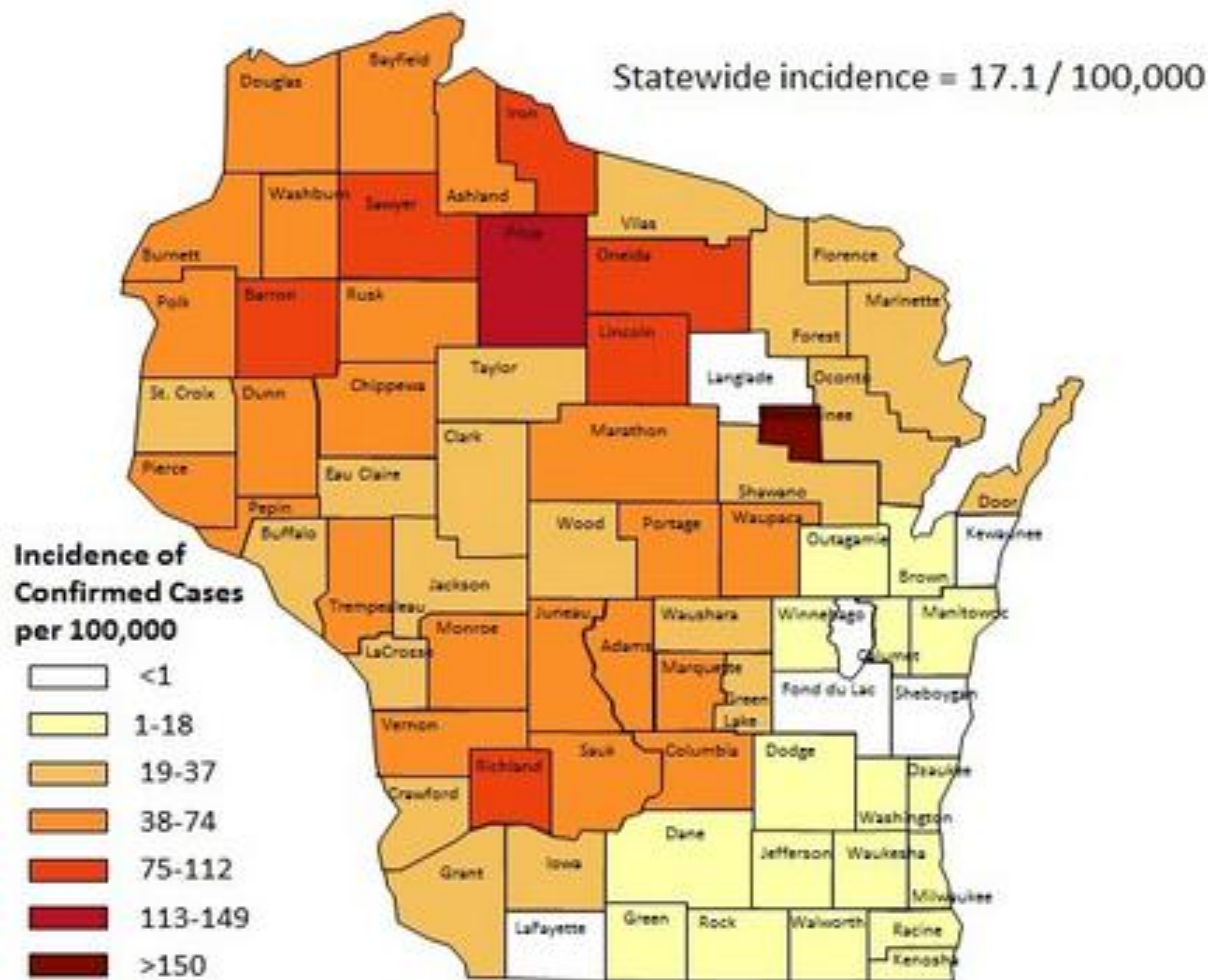 Statewide incidence = 17.1 / 100,000
Bayfield
Douglas
Iron
Washburn
Sawyer
Ashland
Vilas
Price
Burnett
Oneida
Florence
Polk
Barron
Rusk
Marinette
Lincoln
Forest
Taylor
Langlade
Oconto
St. Croix
Dunn
Chippewa
nee
Clark
Marathon
Pierce
Eau Claire
Shawano
Door
Pepin
Buffalo
Wood
Portage
Waupaca
Outagamie
Kewaunee
Brown
Jackson
Trempealeau
Juneau
Waushara
Winnebago
Manitowoc
Monroe
Adams
LaCrosse
Calumet
Marquette
Green
Lake
Fond du Lac
Sheboygan
Vernon
Sauk
Columbia
Dodge
Richland
Ozaukee
Crawford
Washington
Dane
Iowa
Jefferson
Waukesha
Grant
Milwaukee
LaFayette
Green
Rock
Walworth
Racine
Kenosha
Incidence of
Confirmed Cases
per 100,000
<1
1-18
19-37
38-74
75-112
113-149
>150